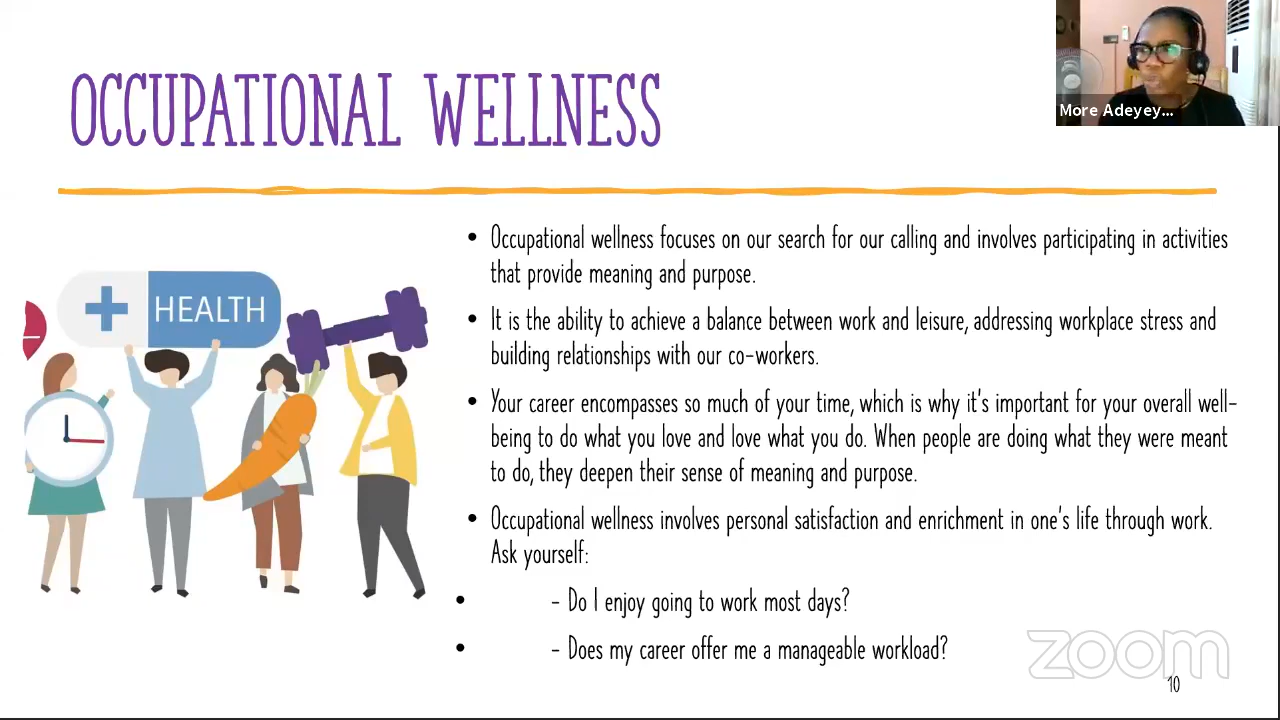 OCCUPATIONAL WELLNESS
More Adeyey...
HEALTH
• Occupational wellness focuses on our search for our calling and involves participating in activities
that provide meaning and purpose.
• It is the ability to achieve a balance between work and leisure, addressing workplace stress and
building relationships with our co-workers.
• Your career encompasses so much of your time, which is why it's important for your overall well-
being to do what you love and love what you do. When people are doing what they were meant
to do, they deepen their sense of meaning and purpose.
• Occupational wellness involves personal satisfaction and enrichment in one's life through work.
Ask yourself:
• - Do I enjoy going to work most days?
• - Does my career offer me a manageable workload?
zoom
10